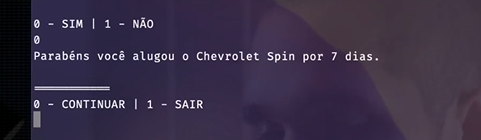 0 - SIM | 1 - NÃO
0
Parabéns você alugou o Chevrolet Spin por 7 dias.
============
0 - CONTINUAR | 1 - SAIR